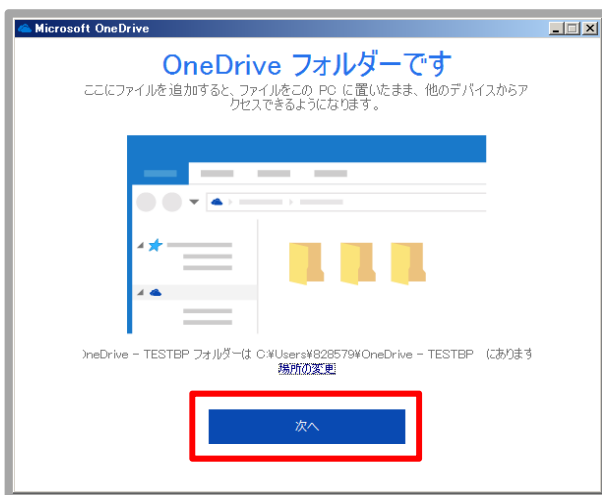 Microsoft OneDrive
OneDrive フォルダーです
ここにファイルを追加すると、ファイルをこの PC に置いたまま、他のデバイスからア
クセスできるようになります。
OneDrive - TESTBP フォルダーは C:¥Users¥828579¥OneDrive - TESTBP にあります
場所の変更
次へ